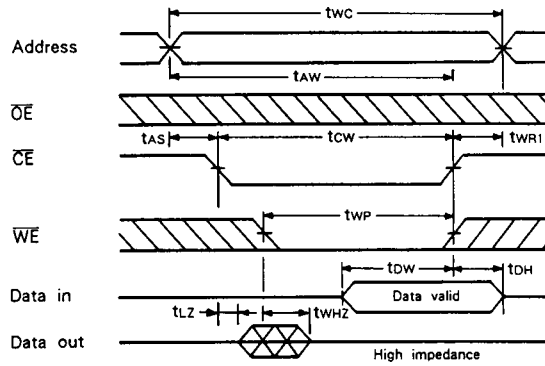 tWC
Address
tAW
OE
tAS
tCW
tWR1
CE
tWP
WE
tDW
tDH
Data in
Data valid
tLZ
tWHZ
Data out
High impedance